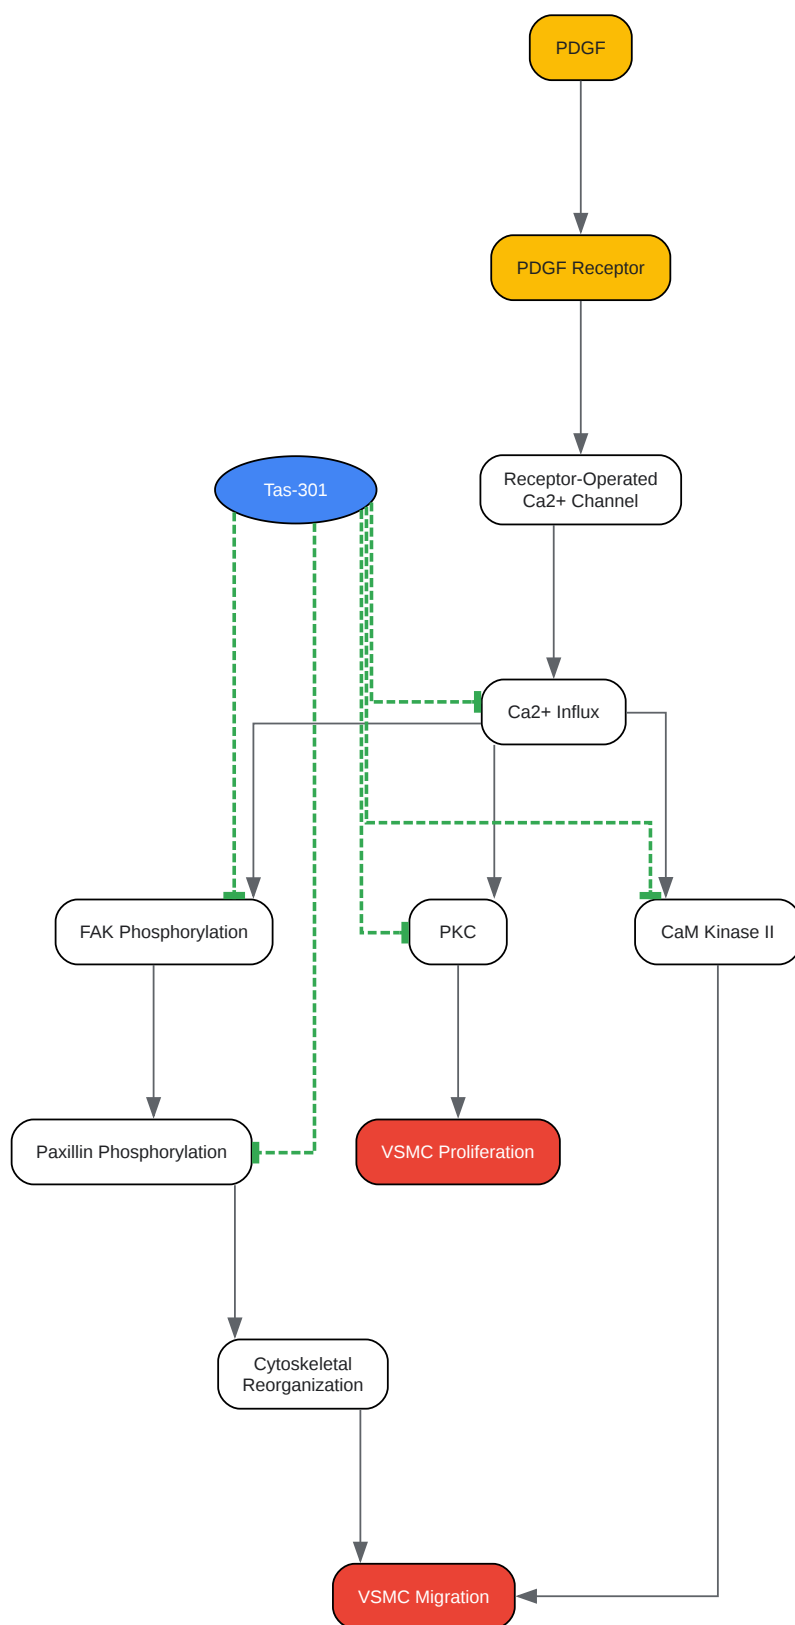 PDGF
PDGF Receptor
Tas-301
Receptor-Operated
Ca2+ Channel
Ca2+ Influx
FAK Phosphorylation
PKC
CaM Kinase II
Paxillin Phosphorylation
VSMC Proliferation
Cytoskeletal
Reorganization
VSMC Migration